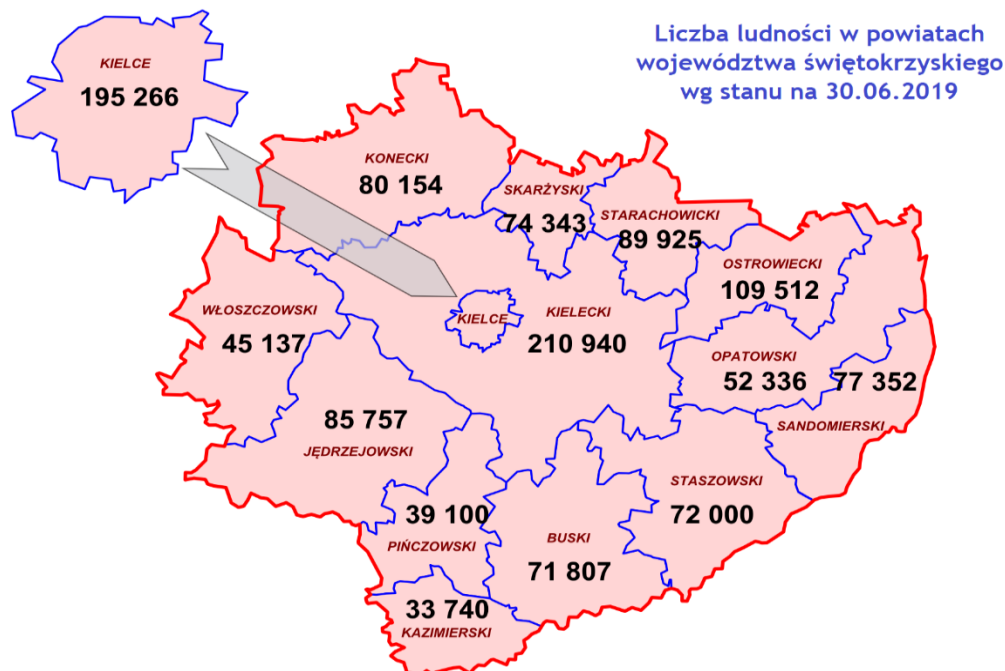 Liczba ludności w powiatach
województwa świętokrzyskiego
wg stanu na 30.06.2019
KIELCE
195 266
KONECKI
80 154
SKARŻYSKI
74 343
STARACHOWICKI
89 925
OSTROWIECKI
109 512
WŁOSZCZOWSKI
45 137
KIELCE
KIELECKI
210 940
OPATOWSKI
52 336
77 352
SANDOMIERSKI
85 757
JĘDRZEJOWSKI
STASZOWSKI
72 000
39 100
PIŃCZOWSKI
BUSKI
71 807
33 740
KAZIMIERSKI